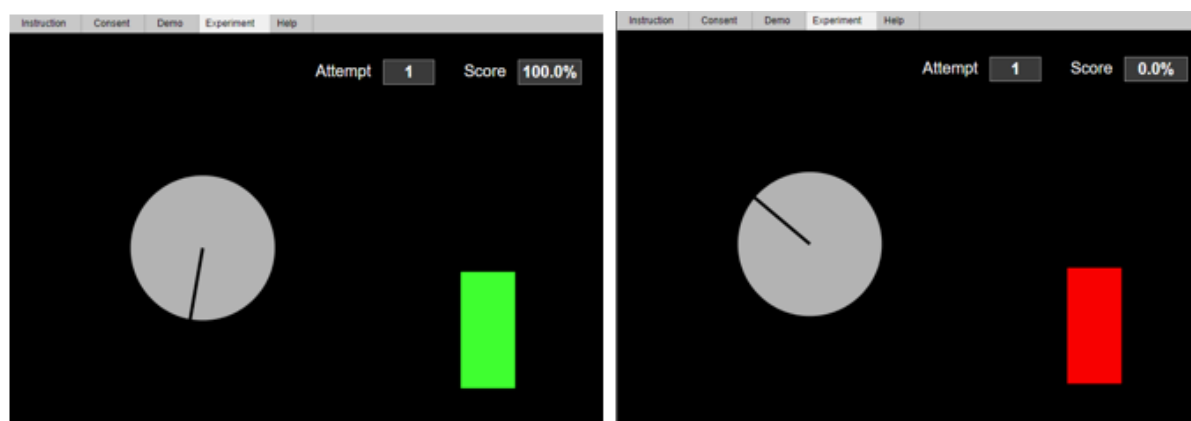 Instruction Consent Demo Experiment Help
Attempt 1 Score 100.0%
Instruction Consent Demo Experiment Help
Attempt 1 Score 0.0%